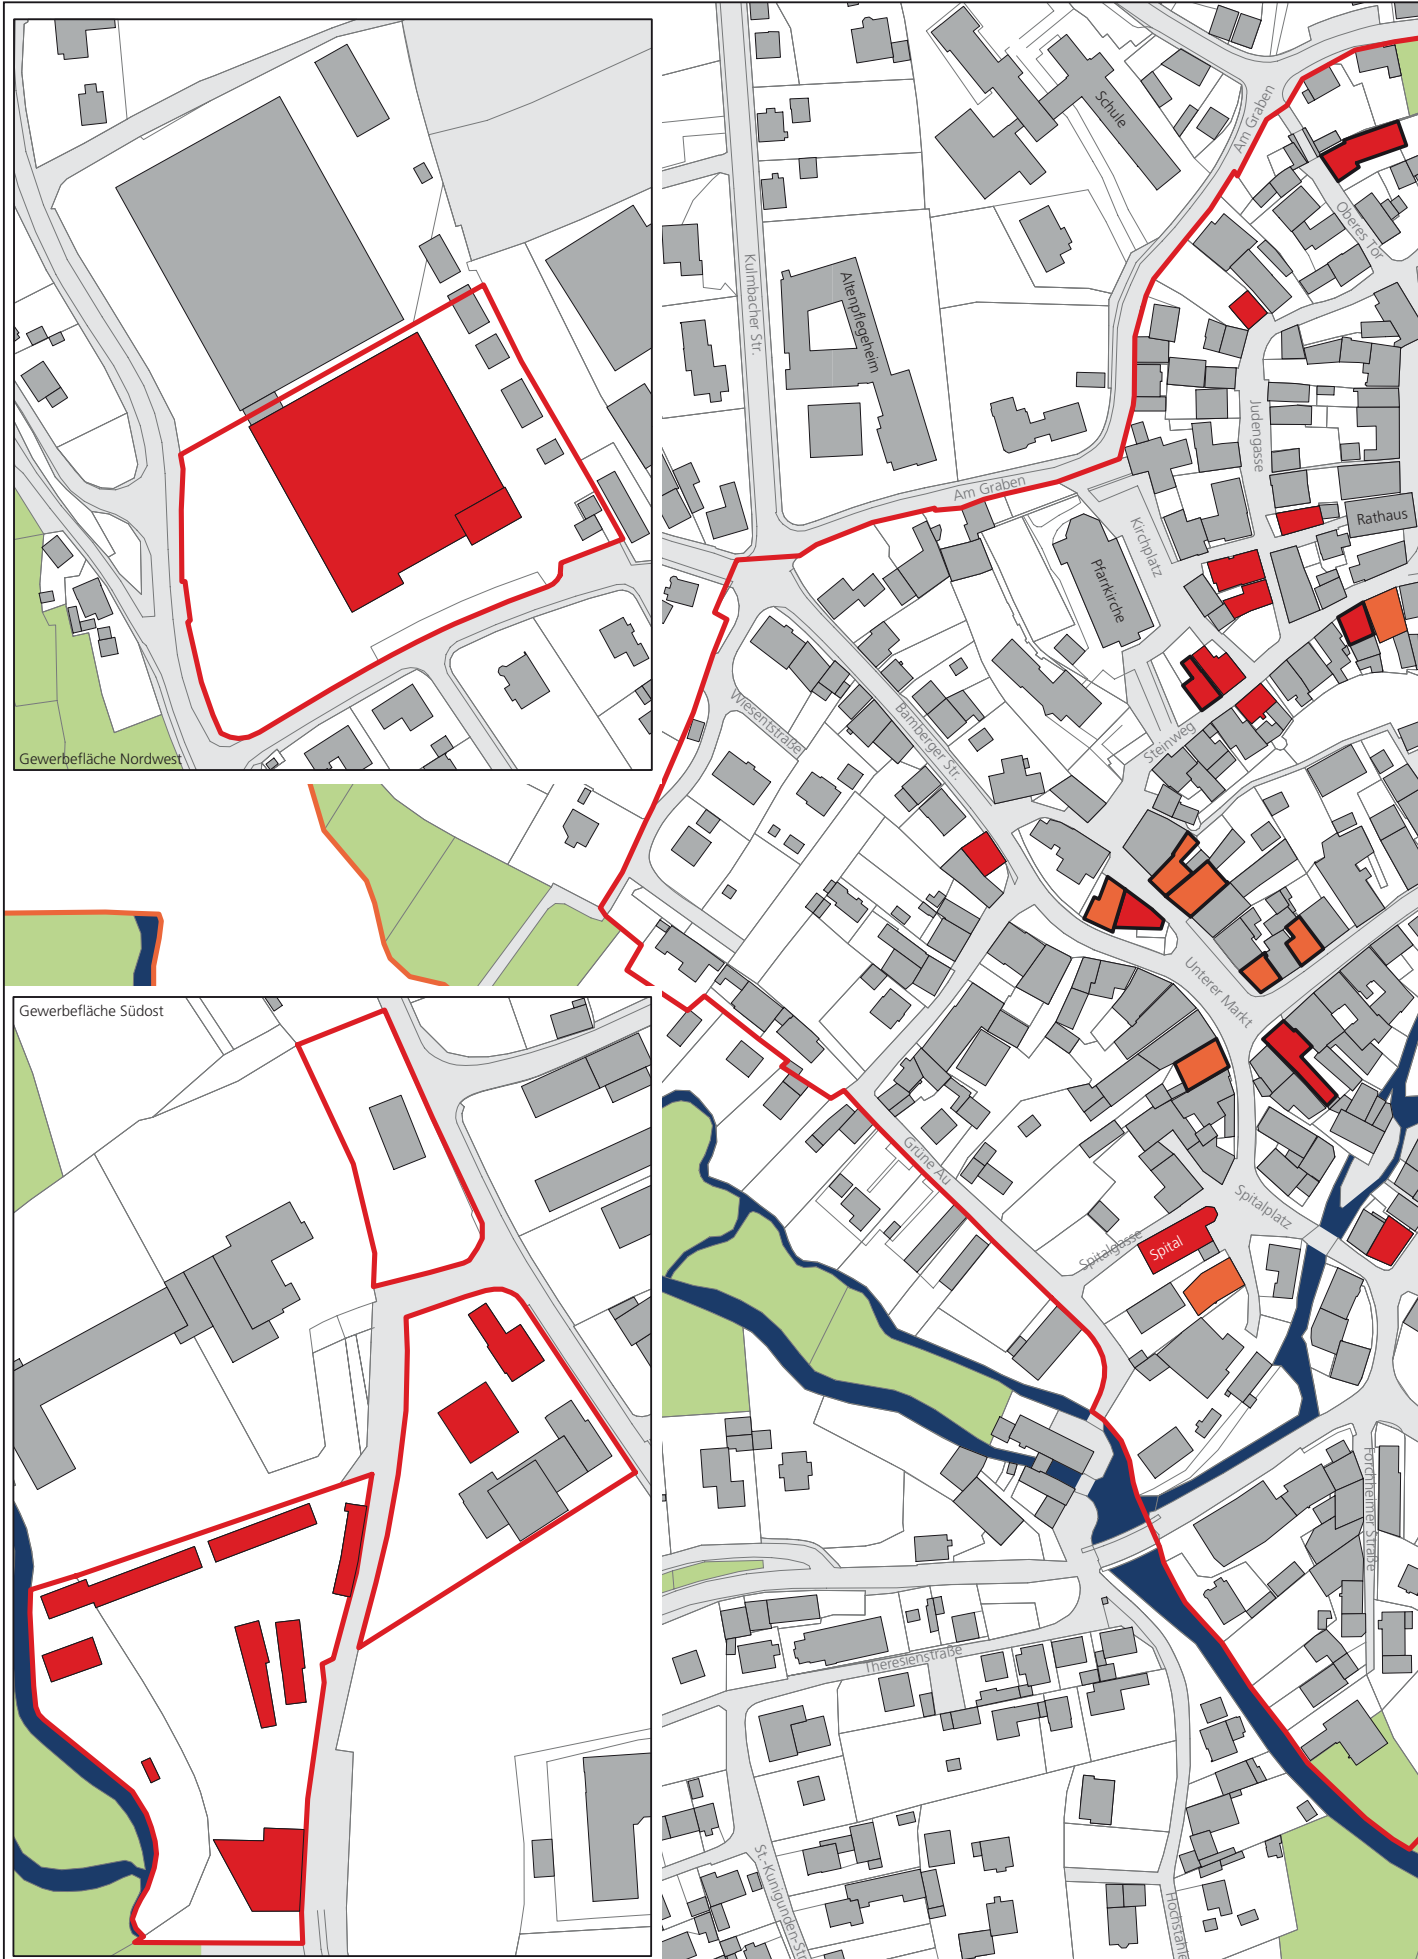 Schule
Am Graben
Oberes Tor
Kulmbacher Str.
Altenpflegeheim
Judengasse
Am Graben
Rathaus
Kirchplatz
Pfarrkirche
Wiesentstraße
Bamberger Str.
Steinweg
Gewerbefläche Nordwest
Unterer Markt
Gewerbefläche Südost
Grüne Au
Spitalplatz
Spitalgasse
Spital
Forchheimer Straße
Theresienstraße
St.-Kunigunden-Str
Hochstahle